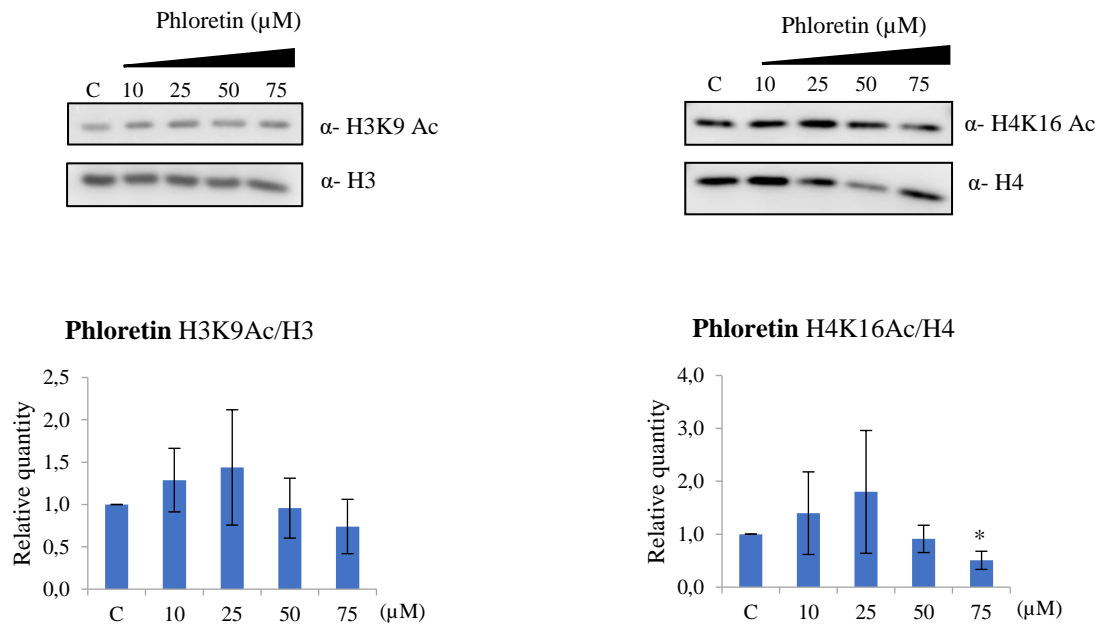 Phloretin (µM)
C 10 25 50 75
α- H3K9 Ac
α- H3
Phloretin (µM)
C 10 25 50 75
α- H4K16 Ac
α- H4
Phloretin H3K9Ac/H3
Relative quantity
2,5
2,0
1,5
1,0
0,5
0,0
C 10 25 50 75 (µM)
Phloretin H4K16Ac/H4
Relative quantity
4,0
3,0
2,0
1,0
0,0
*
C 10 25 50 75 (µM)